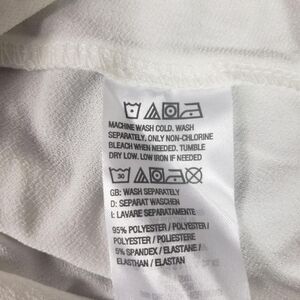 MACHINE WASH COLD. WASH
SEPARATELY. ONLY NON-CHLORINE
BLEACH WHEN NEEDED. TUMBLE
DRY LOW. LOW IRON IF NEEDED
30
GB: WASH SEPARATELY
D: SEPARAT WASCHEN
I: LAVARE SEPARATAMENTE
95% POLYESTER / POLYESTER /
POLYESTER / POLIESTERE
5% SPANDEX / ELASTANE /
ELASTHAN / ELASTAN